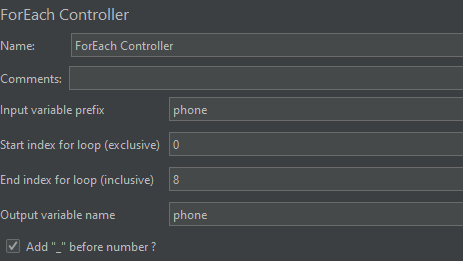 ForEach Controller
Name: ForEach Controller
Comments:
Input variable prefix phone
Start index for loop (exclusive) 0
End index for loop (inclusive) 8
Output variable name phone
Add "_" before number ?